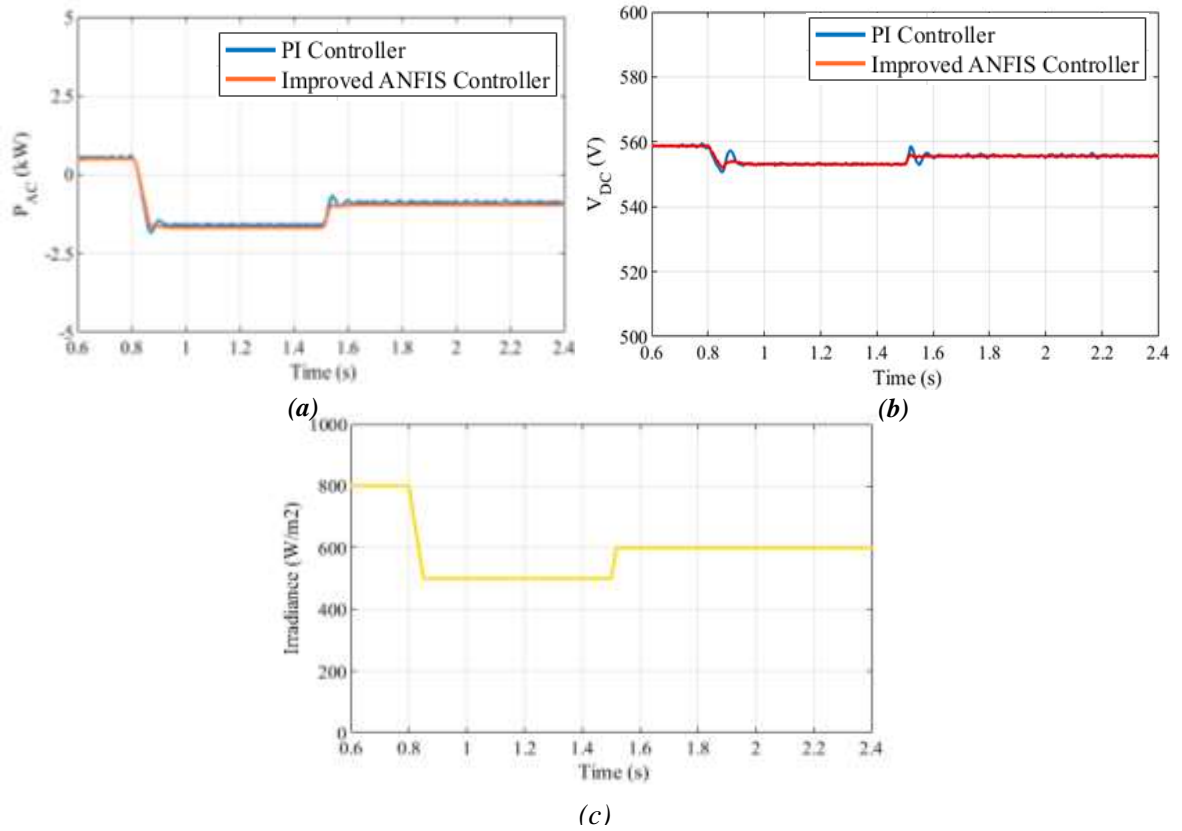 5
2.5
0
-2.5
-5
P_AC (kW)
PI Controller
Improved ANFIS Controller
0.6 0.8 1 1.2 1.4 1.6 1.8 2 2.2 2.4
Time (s)
(a)
600
580
560
540
520
500
V_DC (V)
PI Controller
Improved ANFIS Controller
0.6 0.8 1 1.2 1.4 1.6 1.8 2 2.2 2.4
Time (s)
(b)
1000
800
600
400
200
0
Irradiance (W/m2)
0.6 0.8 1 1.2 1.4 1.6 1.8 2 2.2 2.4
Time (s)
(c)